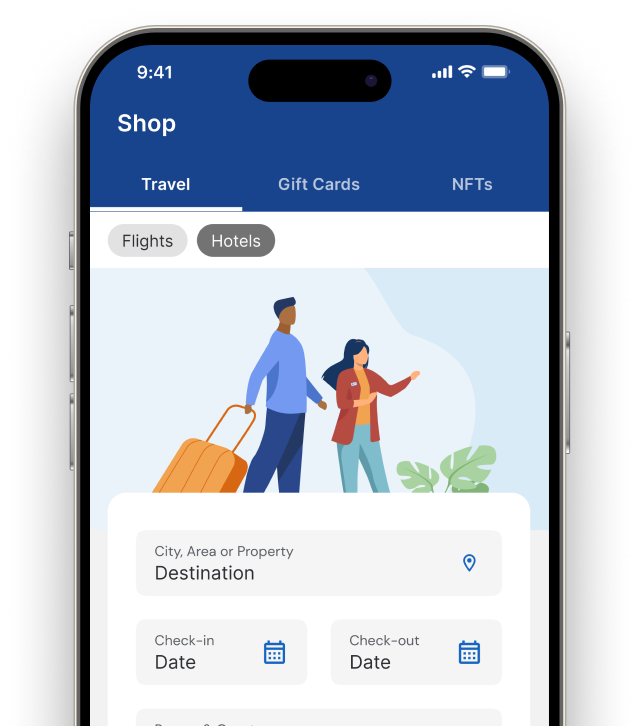 9:41
Shop
Travel Gift Cards NFTs
Flights Hotels
City, Area or Property
Destination
Check-in Check-out
Date Date